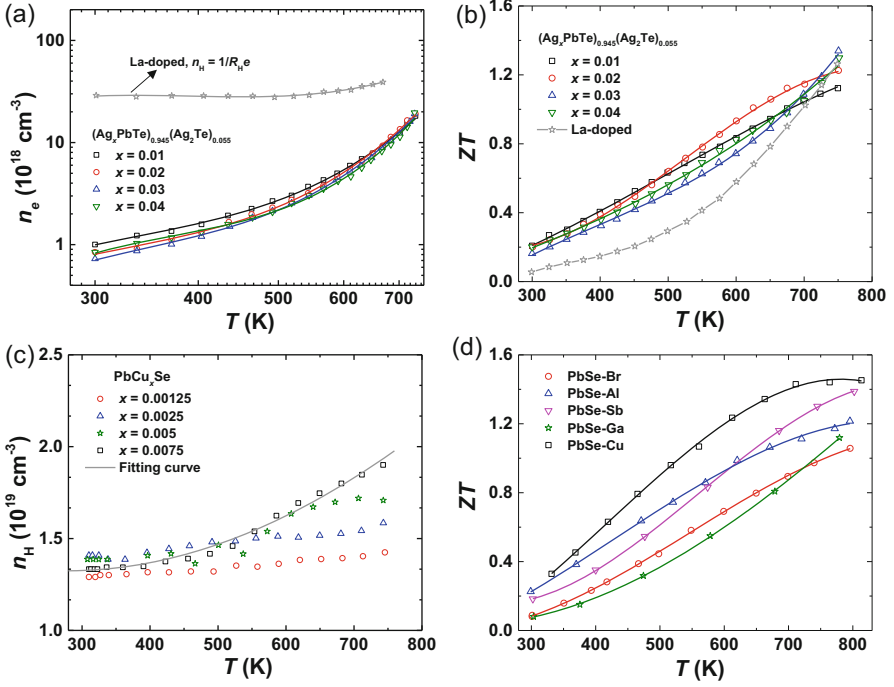 (a)
100
10
1
n_e (10^18 cm^-3)
La-doped, n_H = 1/R_H e
(Ag_xPbTe)_0.945(Ag_2Te)_0.055
x = 0.01
x = 0.02
x = 0.03
x = 0.04
300 400 500 600 700
T (K)
(b)
1.6
1.2
0.8
0.4
0.0
ZT
(Ag_xPbTe)_0.945(Ag_2Te)_0.055
x = 0.01
x = 0.02
x = 0.03
x = 0.04
La-doped
300 400 500 600 700 800
T (K)
(c)
2.5
2.0
1.5
1.0
n_H (10^19 cm^-3)
PbCu_xSe
x = 0.00125
x = 0.0025
x = 0.005
x = 0.0075
Fitting curve
300 400 500 600 700 800
T (K)
(d)
1.6
1.2
0.8
0.4
0.0
ZT
PbSe-Br
PbSe-Al
PbSe-Sb
PbSe-Ga
PbSe-Cu
300 400 500 600 700 800
T (K)